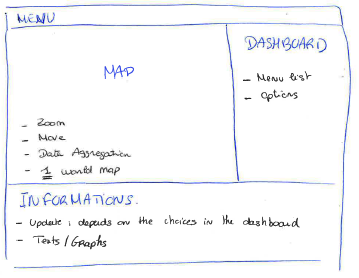 MENU
DASHBOARD
- Menu list
- Options
MAP
- Zoom
- Move
- Data Aggregation
- 1 world map
INFORMATIONS.
- Update, depends on the choices in the dashboard
- Texts / Graphs